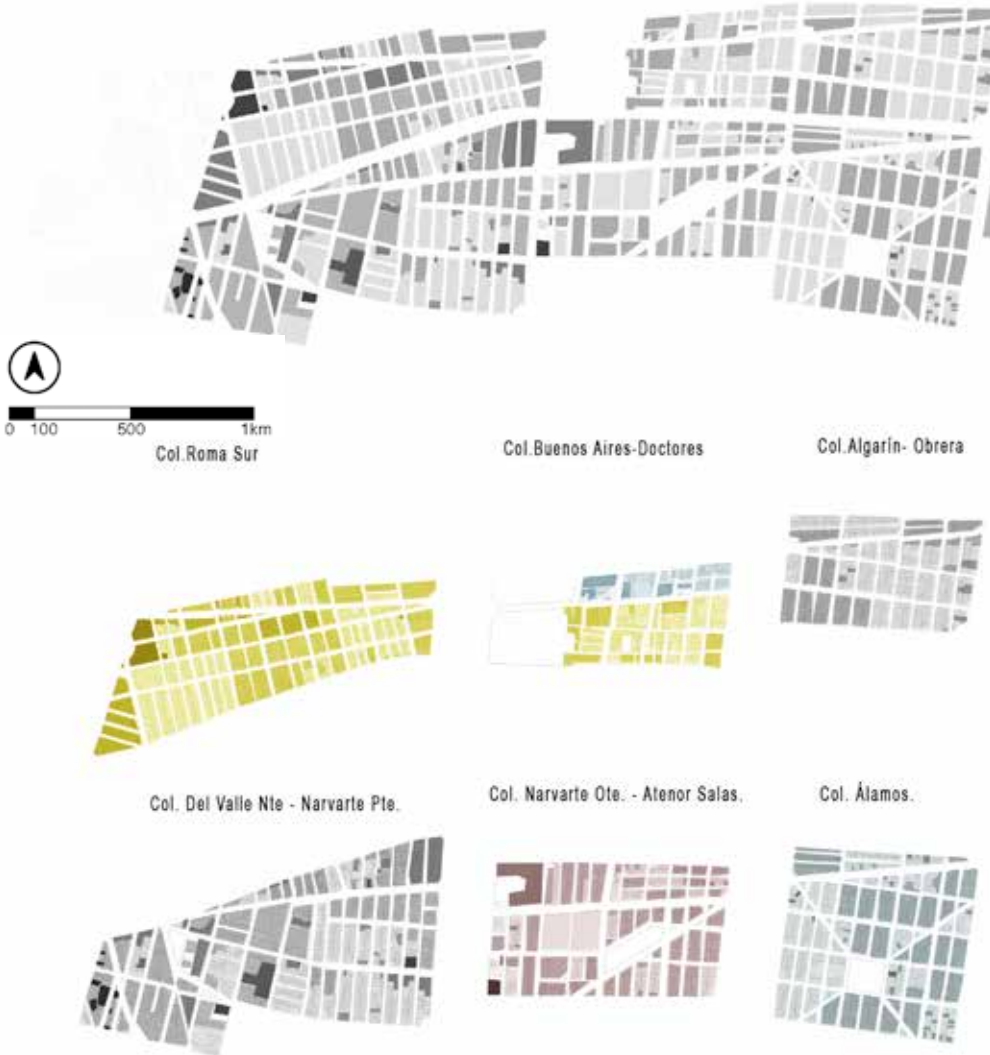 0 100 500 1km
Col.Roma Sur
Col.Buenos Aires-Doctores
Col.Algarín- Obrera
Col. Del Valle Nte - Narvarte Pte.
Col. Narvarte Ote. - Atenor Salas.
Col. Álamos.